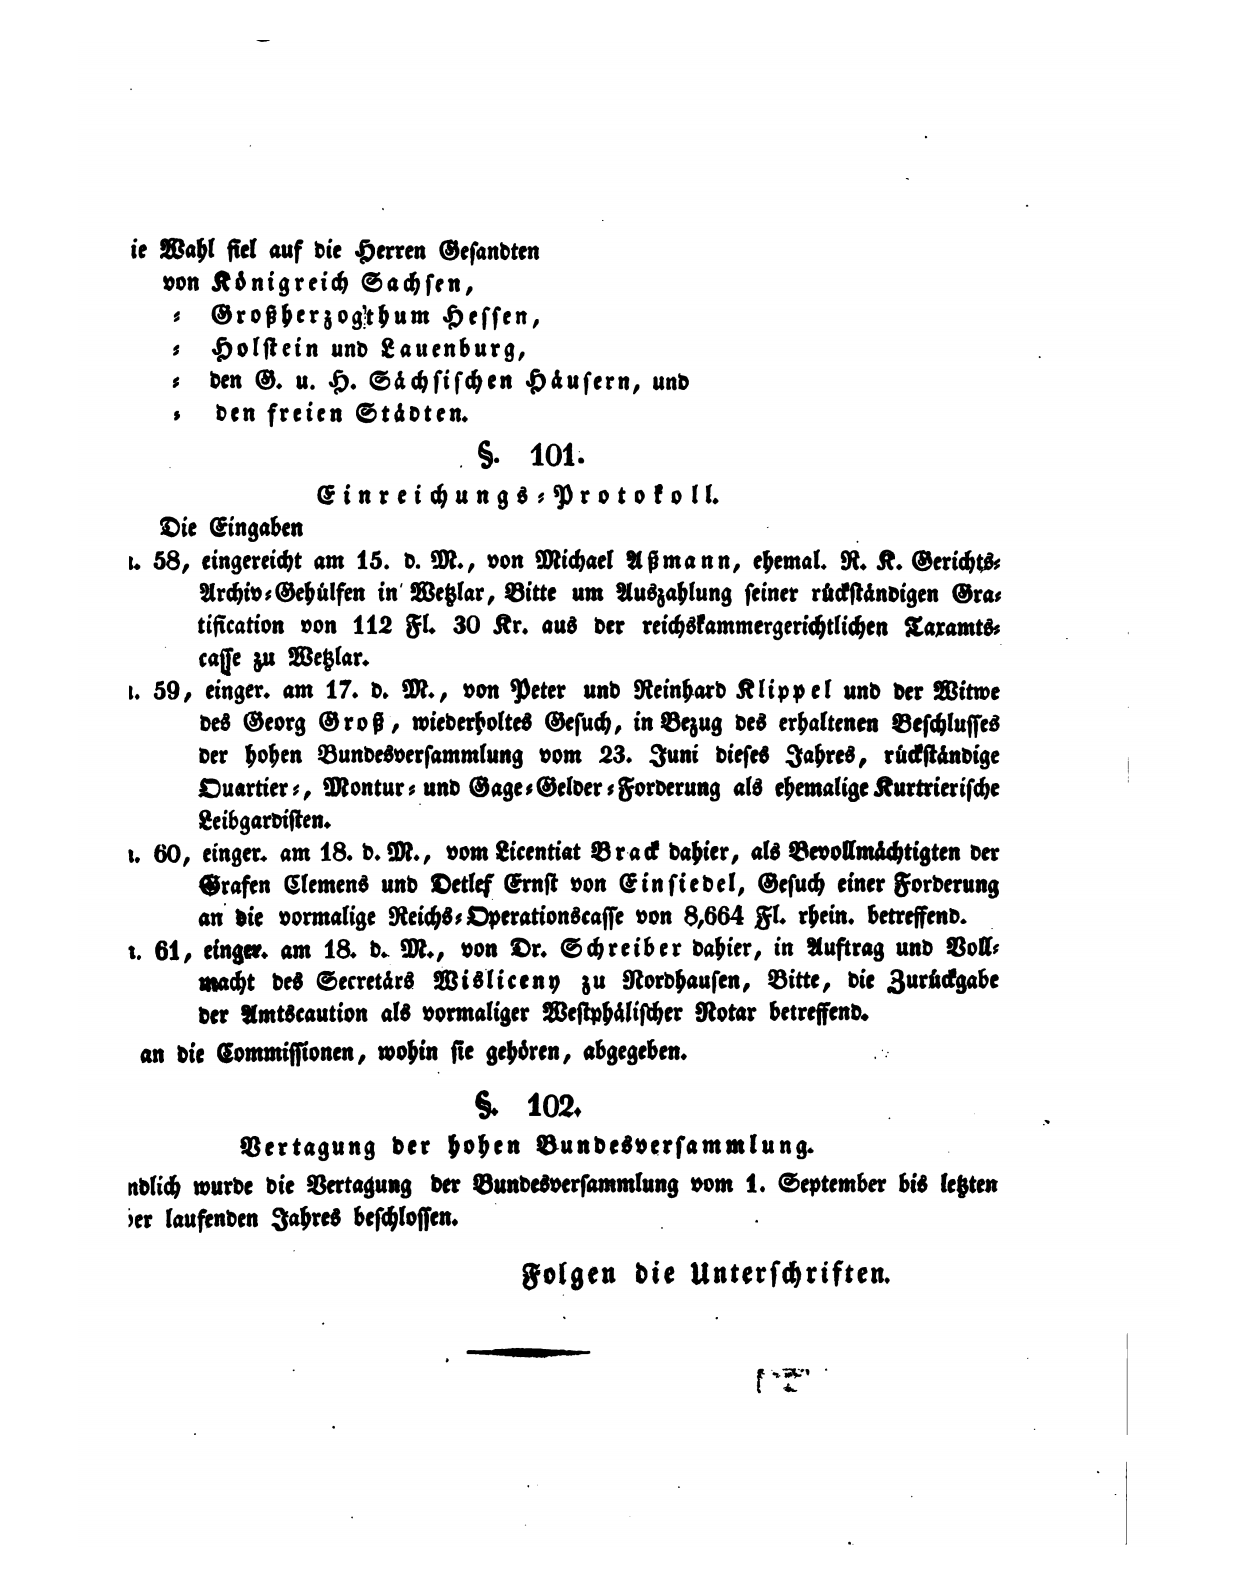 ie Wahl fiel auf die Herren Gesandten
von Königreich Sachsen,
⸗ Großherzogthum Hessen,
⸗ Holstein und Lauenburg,
⸗ den G. u. H. Sächsischen Häusern, und
⸗ den freien Städten.
§. 101.
Einreichungs⸗Protokoll.
Die Eingaben
. 58, eingereicht am 15. d. M., von Michael Aßmann, ehemal. R. K. Gerichts⸗
Archiv⸗Gehülfen in Wetzlar, Bitte um Auszahlung seiner rückständigen Gra⸗
tification von 112 Fl. 30 Kr. aus der reichskammergerichtlichen Taxamts⸗
casse zu Wetzlar.
. 59, einger. am 17. d. M., von Peter und Reinhard Klippel und der Witwe
des Georg Groß, wiederholtes Gesuch, in Bezug des erhaltenen Beschlusses
der hohen Bundesversammlung vom 23. Juni dieses Jahres, rückständige
Quartier⸗, Montur⸗ und Gage⸗Gelder⸗Forderung als ehemalige Kurtrierische
Leibgardisten.
. 60, einger. am 18. d. M., vom Licentiat Brack dahier, als Bevollmächtigten der
Grafen Clemens und Detlef Ernst von Einsiedel, Gesuch einer Forderung
an die vormalige Reichs⸗Operationscasse von 8,664 Fl. rhein. betreffend.
. 61, einger. am 18. d. M., von Dr. Schreiber dahier, in Auftrag und Voll⸗
macht des Secretärs Wisliceny zu Nordhausen, Bitte, die Zurückgabe
der Amtscaution als vormaliger Westphälischer Notar betreffend.
an die Commissionen, wohin sie gehören, abgegeben.
§. 102.
Vertagung der hohen Bundesversammlung.
ndlich wurde die Vertagung der Bundesversammlung vom 1. September bis letzten
er laufenden Jahres beschlossen.
Folgen die Unterschriften.